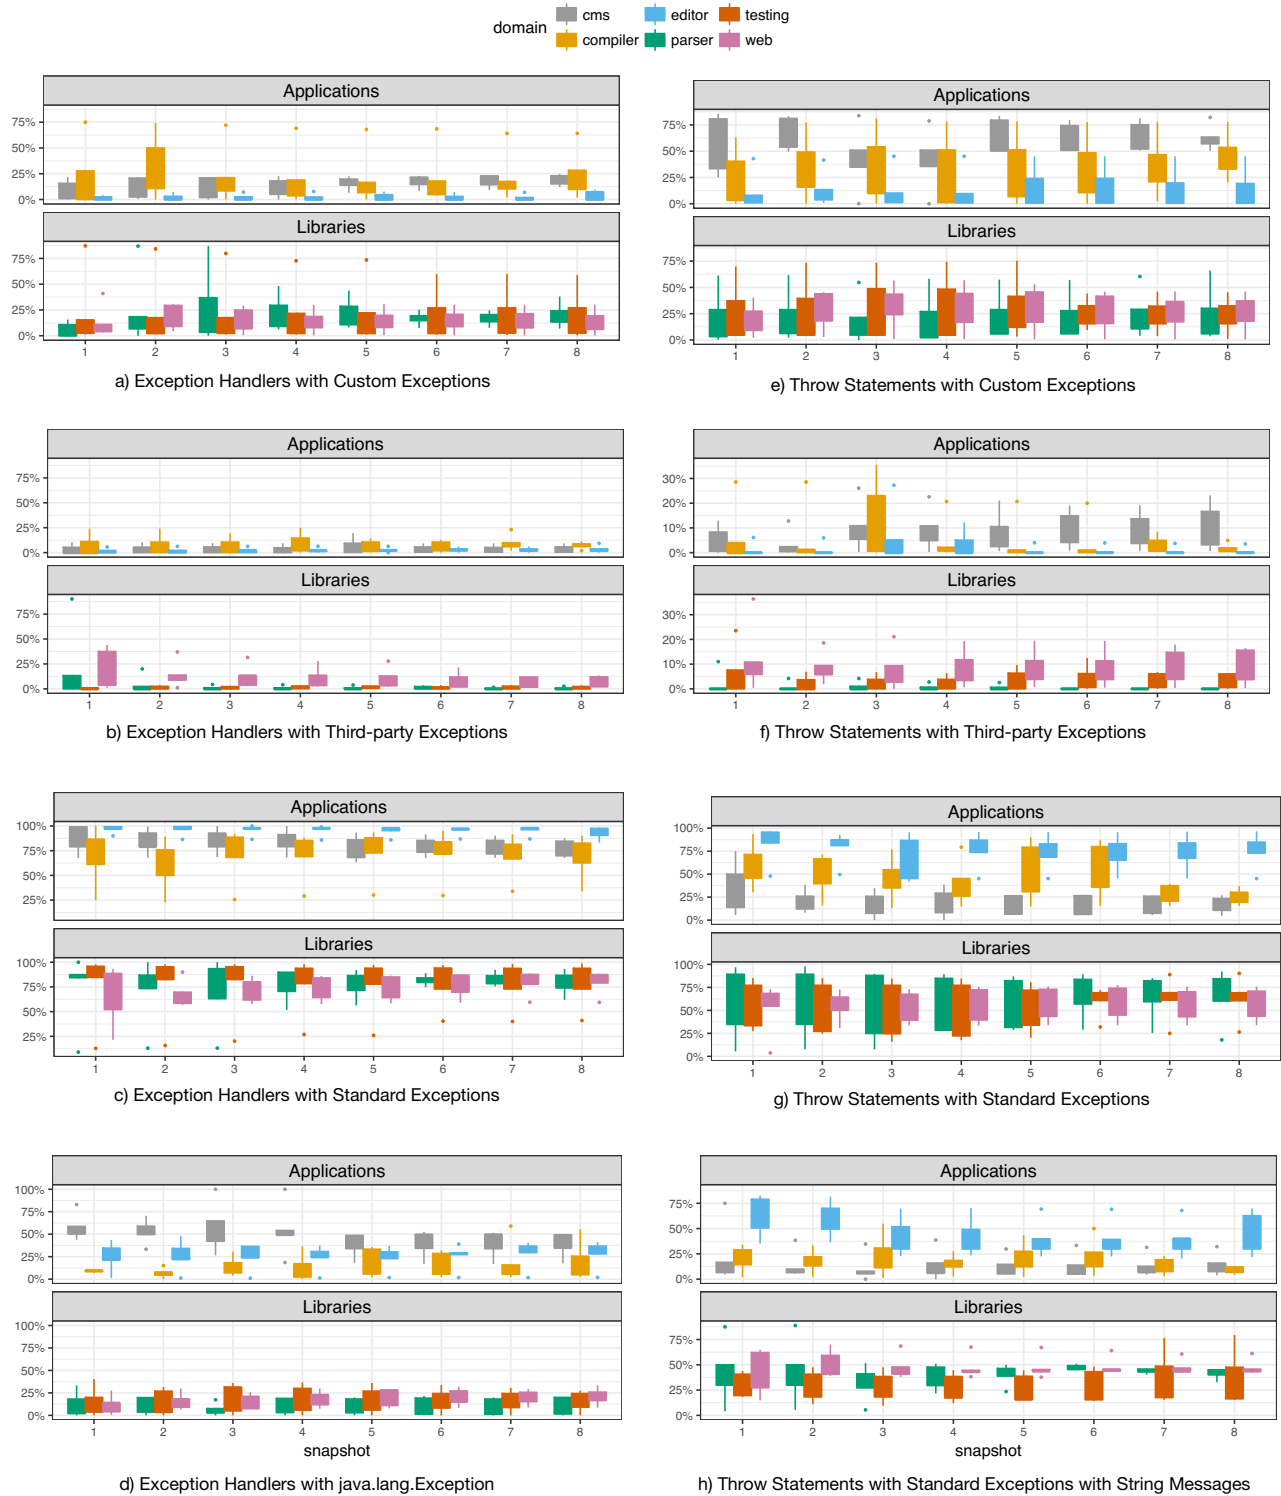 domain
cms
editor
testing
compiler
parser
web
Applications
75%
50%
25%
0%
Libraries
75%
50%
25%
0%
1 2 3 4 5 6 7 8
a) Exception Handlers with Custom Exceptions
Applications
75%
50%
25%
0%
Libraries
75%
50%
25%
0%
1 2 3 4 5 6 7 8
e) Throw Statements with Custom Exceptions
Applications
75%
50%
25%
0%
Libraries
75%
50%
25%
0%
1 2 3 4 5 6 7 8
b) Exception Handlers with Third-party Exceptions
Applications
30%
20%
10%
0%
Libraries
30%
20%
10%
0%
1 2 3 4 5 6 7 8
f) Throw Statements with Third-party Exceptions
Applications
100%
75%
50%
25%
Libraries
100%
75%
50%
25%
1 2 3 4 5 6 7 8
c) Exception Handlers with Standard Exceptions
Applications
100%
75%
50%
25%
0%
Libraries
100%
75%
50%
25%
0%
1 2 3 4 5 6 7 8
g) Throw Statements with Standard Exceptions
Applications
100%
75%
50%
25%
0%
Libraries
100%
75%
50%
25%
0%
1 2 3 4 5 6 7 8
snapshot
d) Exception Handlers with java.lang.Exception
Applications
75%
50%
25%
0%
Libraries
75%
50%
25%
0%
1 2 3 4 5 6 7 8
snapshot
h) Throw Statements with Standard Exceptions with String Messages